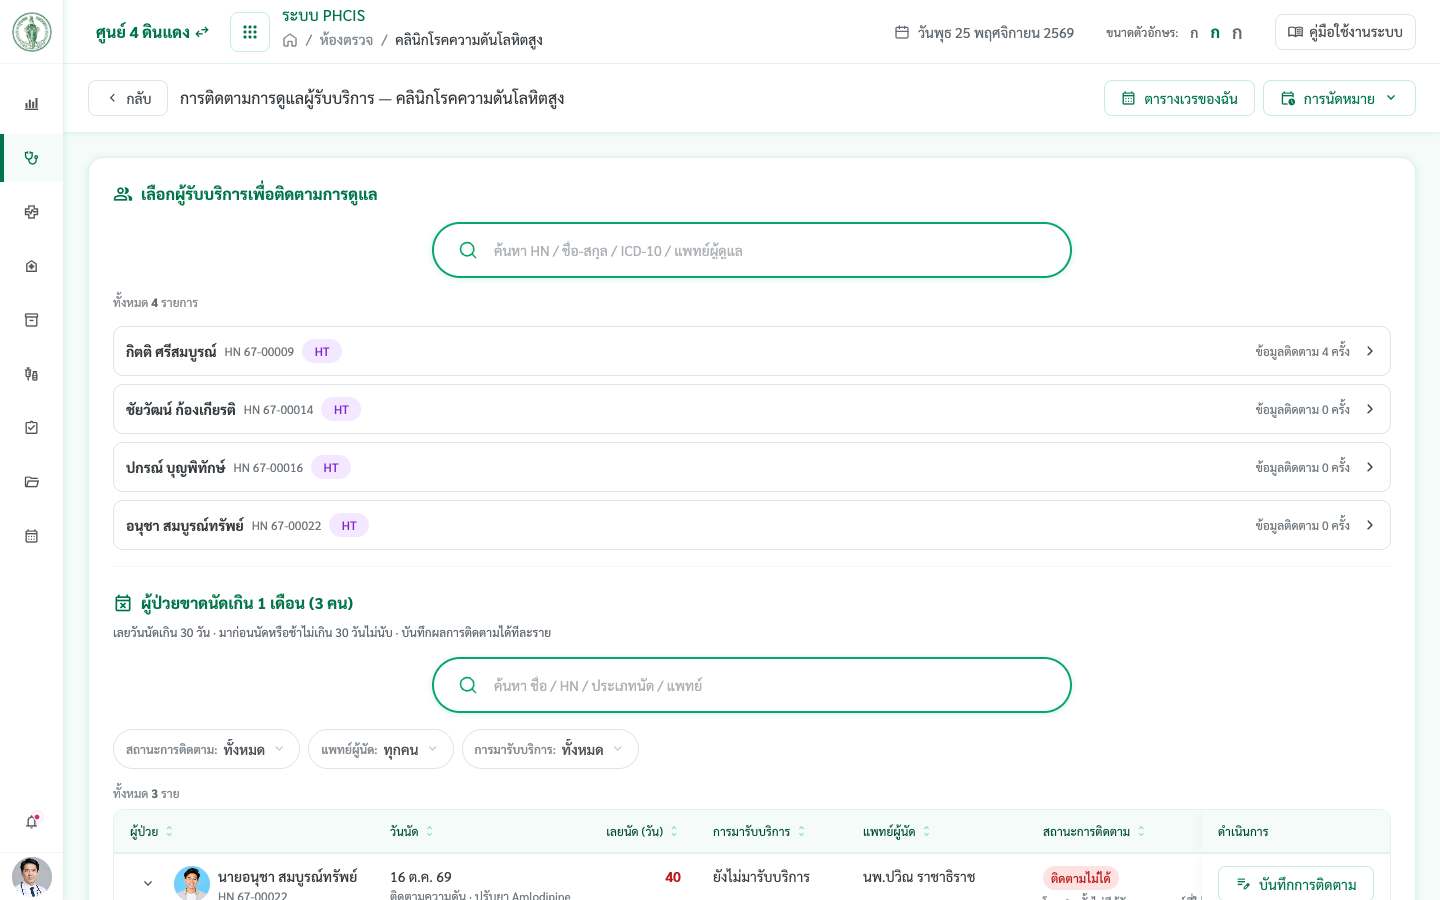 ศูนย์ 4 ดินแดง
ระบบ PHCIS
/ ห้องตรวจ / คลินิกโรคความดันโลหิตสูง
วันพุธ 25 พฤศจิกายน 2569
ขนาดตัวอักษร: ก ก ก
คู่มือใช้งานระบบ
กลับ
การติดตามการดูแลผู้รับบริการ — คลินิกโรคความดันโลหิตสูง
ตารางเวรของฉัน
การนัดหมาย
เลือกผู้รับบริการเพื่อติดตามการดูแล
ค้นหา HN / ชื่อ-สกุล / ICD-10 / แพทย์ผู้ดูแล
ทั้งหมด 4 รายการ
กิตติ ศรีสมบูรณ์ HN 67-00009 HT ข้อมูลติดตาม 4 ครั้ง
ชัยวัฒน์ ก้องเกียรติ HN 67-00014 HT ข้อมูลติดตาม 0 ครั้ง
ปกรณ์ บุญพิทักษ์ HN 67-00016 HT ข้อมูลติดตาม 0 ครั้ง
อนุชา สมบูรณ์ทรัพย์ HN 67-00022 HT ข้อมูลติดตาม 0 ครั้ง
ผู้ป่วยขาดนัดเกิน 1 เดือน (3 คน)
เลยวันนัดเกิน 30 วัน · มาก่อนนัดหรือช้าไม่เกิน 30 วันไม่นับ · บันทึกผลการติดตามได้ทีละราย
ค้นหา ชื่อ / HN / ประเภทนัด / แพทย์
สถานะการติดตาม: ทั้งหมด แพทย์ผู้นัด: ทุกคน การมารับบริการ: ทั้งหมด
ทั้งหมด 3 ราย
ผู้ป่วย วันนัด เลยนัด (วัน) การมารับบริการ แพทย์ผู้นัด สถานะการติดตาม ดำเนินการ
นายอนุชา สมบูรณ์ทรัพย์ 16 ต.ค. 69 40 ยังไม่มารับบริการ นพ.ปวิณ ราชาธิราช ติดตามไม่ได้ บันทึกการติดตาม
HN 67-00022 ติดตามความดัน · ปรับยา Amlodipine